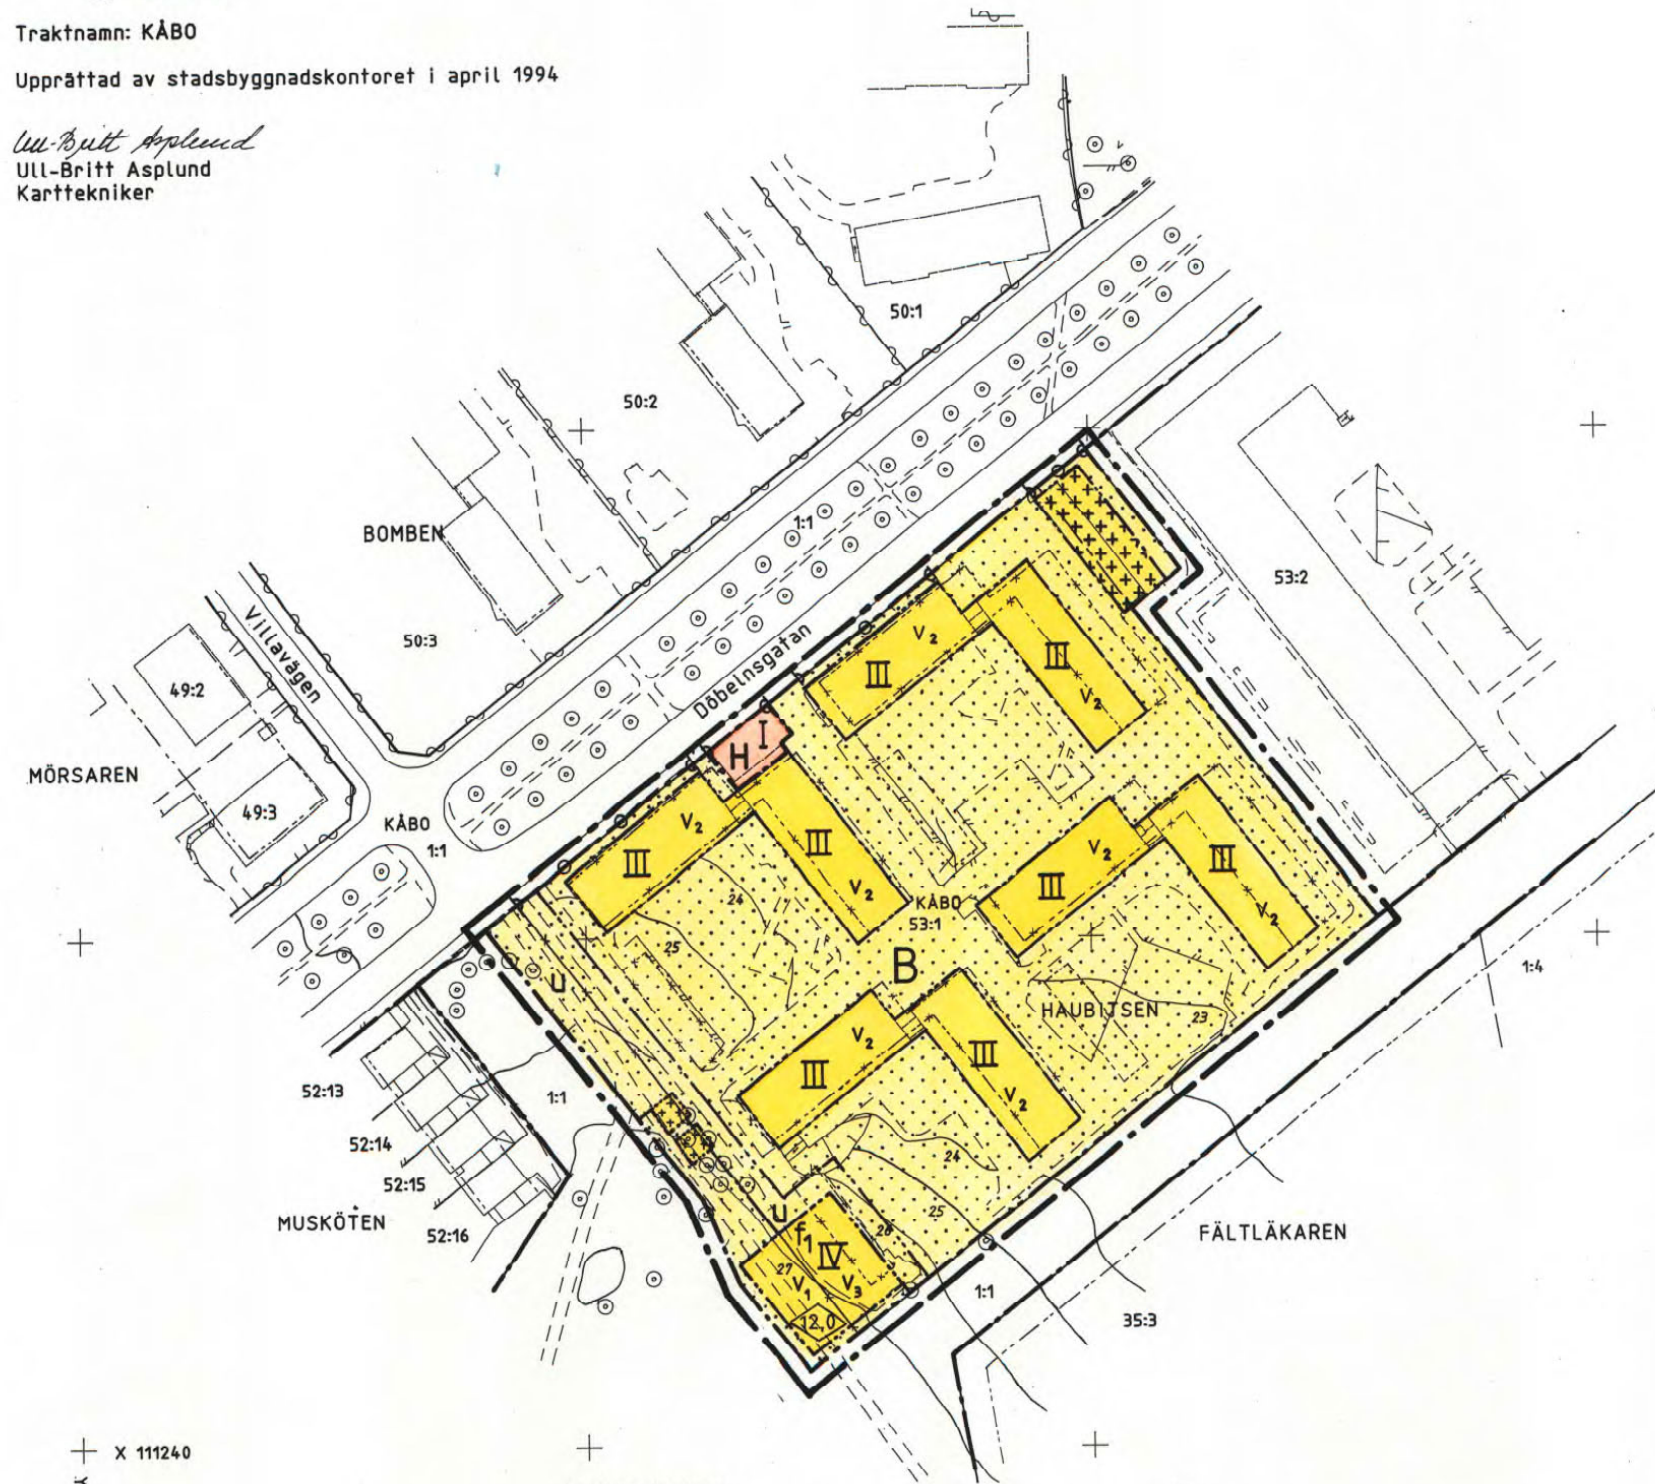 Traktnamn: KÅBO
Upprättad av stadsbyggnadskontoret i april 1994
Ull-Britt Asplund
Ull-Britt Asplund
Karttekniker
50:1
50:2
1:1
BOMBEN
53:2
50:3
Villavägen
Döbelnsgatan
49:2
V2
III
III
V2
I
H
MÖRSAREN
49:3
KÅBO
1:1
V2
III
III
V2
V2
III
III
V2
24
KÅBO
53:1
25
B
u
1:4
HAUBITSEN
23
V2
III
III
V2
52:13
1:1
52:14
24
52:15
MUSKÖTEN
52:16
u
f1
25
26
FÄLTLÄKAREN
IV
27
V1
V3
12,0
1:1
35:3
X 111240
Y